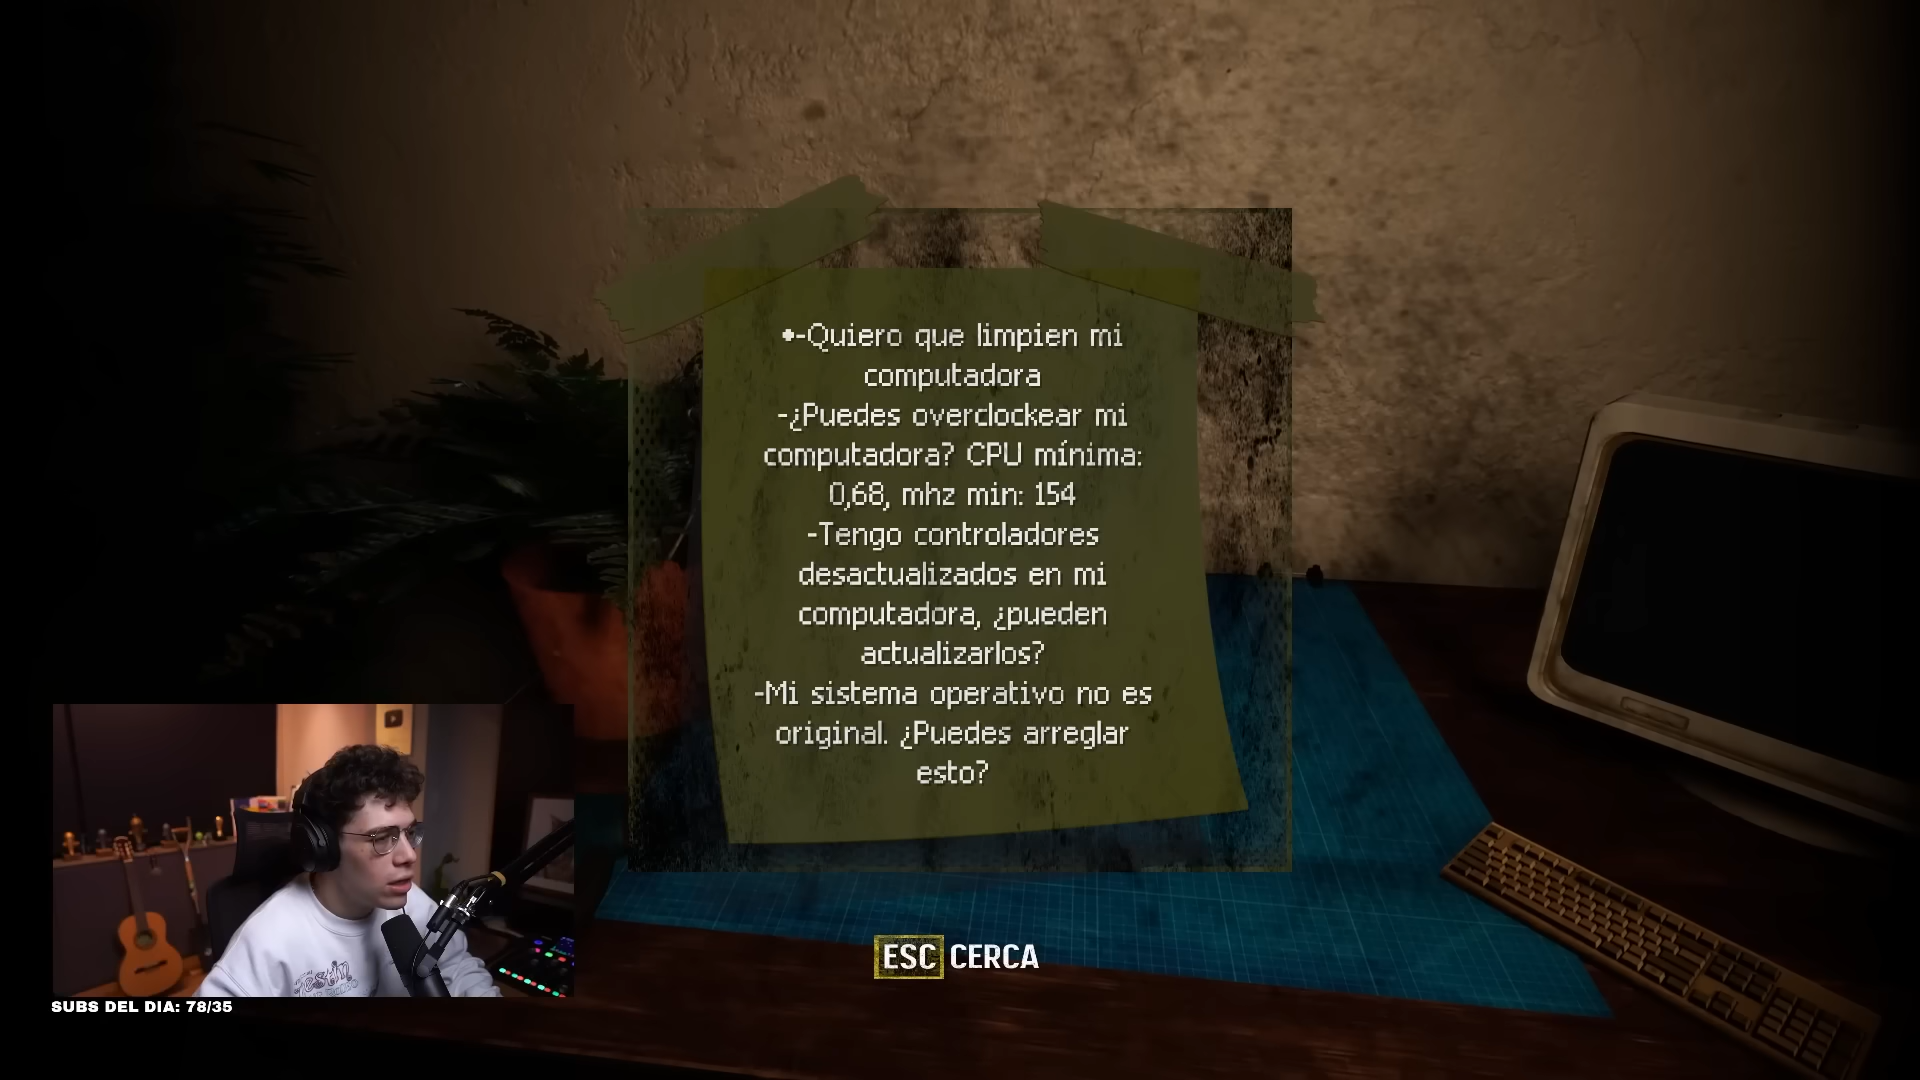 •-Quiero que limpien mi
computadora
-¿Puedes overclockear mi
computadora? CPU mínima:
0,68, mhz min: 154
-Tengo controladores
desactualizados en mi
computadora, ¿pueden
actualizarlos?
-Mi sistema operativo no es
original. ¿Puedes arreglar
esto?
ESC CERCA
SUBS DEL DIA: 78/35